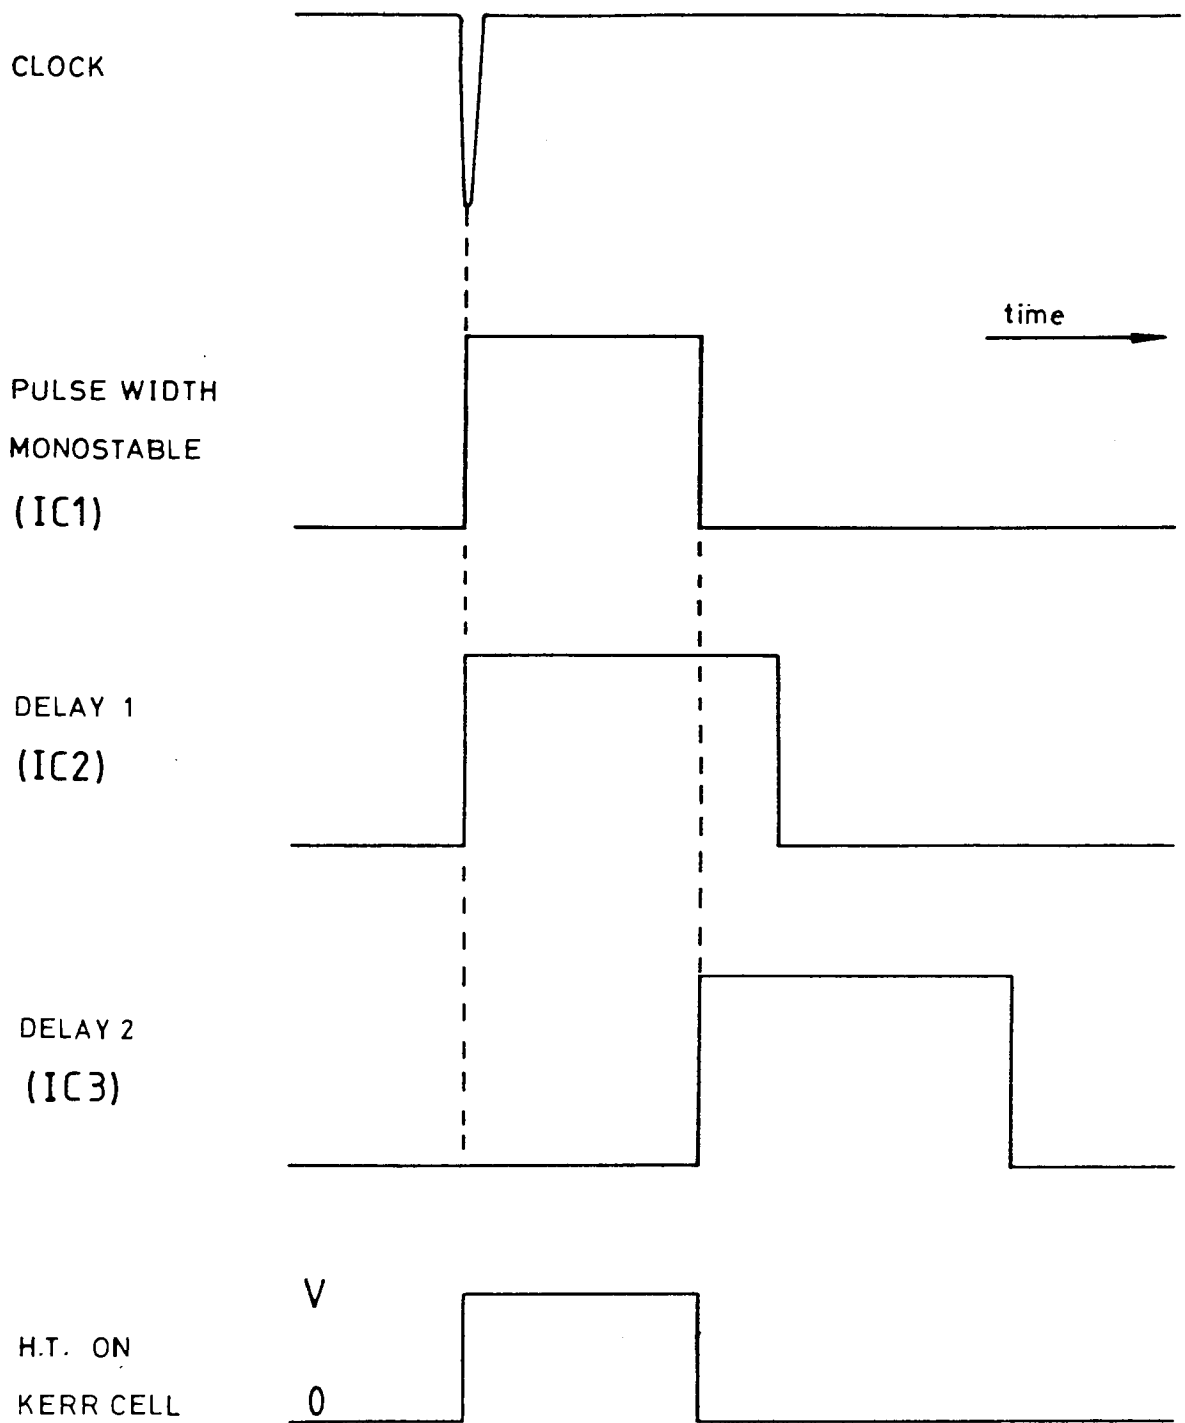 CLOCK
time
PULSE WIDTH
MONOSTABLE
(IC1)
DELAY 1
(IC2)
DELAY 2
(IC3)
V
H.T. ON
KERR CELL
0